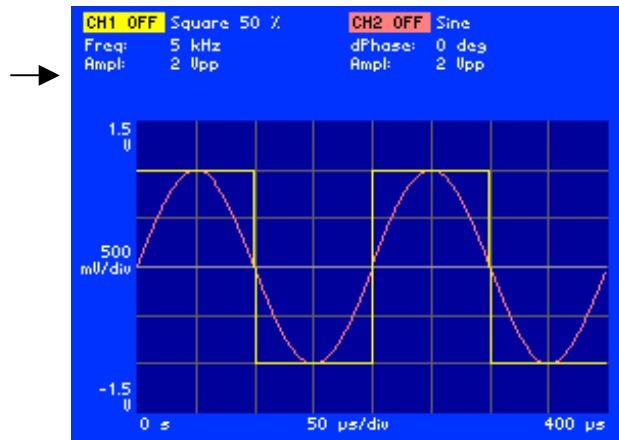 CH1 OFF Square 50 %
CH2 OFF Sine
Freq: 5 kHz
dPhase: 0 deg
Ampl: 2 Vpp
Ampl: 2 Vpp
1.5
V
500
mV/div
-1.5
V
0 s
50 µs/div
400 µs